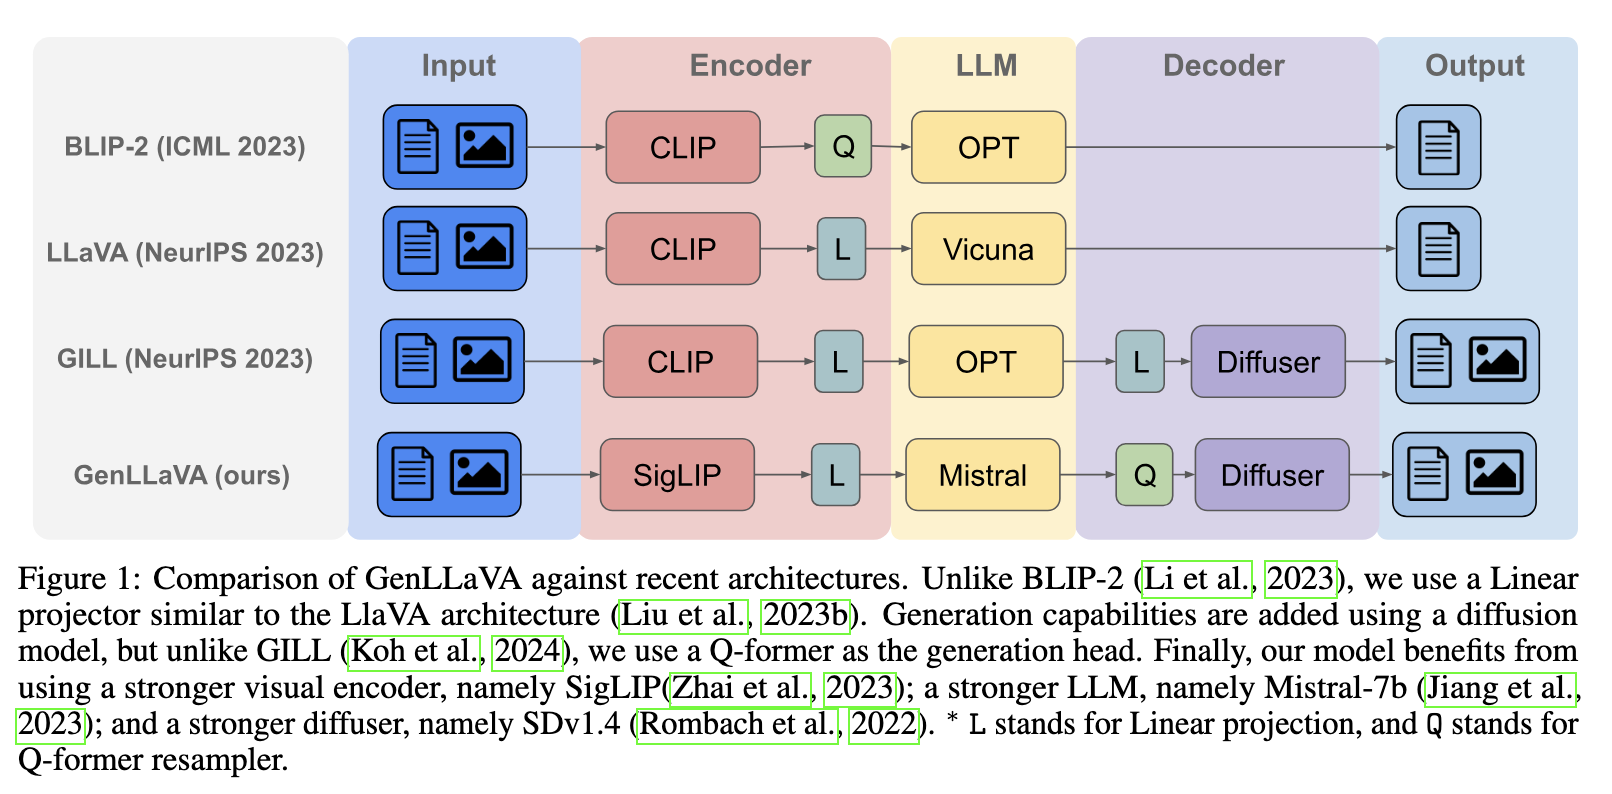 Input Encoder LLM Decoder Output
BLIP-2 (ICML 2023) CLIP Q OPT
LLaVA (NeurIPS 2023) CLIP L Vicuna
GILL (NeurIPS 2023) CLIP L OPT L Diffuser
GenLLaVA (ours) SigLIP L Mistral Q Diffuser
Figure 1: Comparison of GenLLaVA against recent architectures. Unlike BLIP-2 (Li et al., 2023), we use a Linear
projector similar to the LlaVA architecture (Liu et al., 2023b). Generation capabilities are added using a diffusion
model, but unlike GILL (Koh et al., 2024), we use a Q-former as the generation head. Finally, our model benefits from
using a stronger visual encoder, namely SigLIP(Zhai et al., 2023); a stronger LLM, namely Mistral-7b (Jiang et al.,
2023); and a stronger diffuser, namely SDv1.4 (Rombach et al., 2022). * L stands for Linear projection, and Q stands for
Q-former resampler.